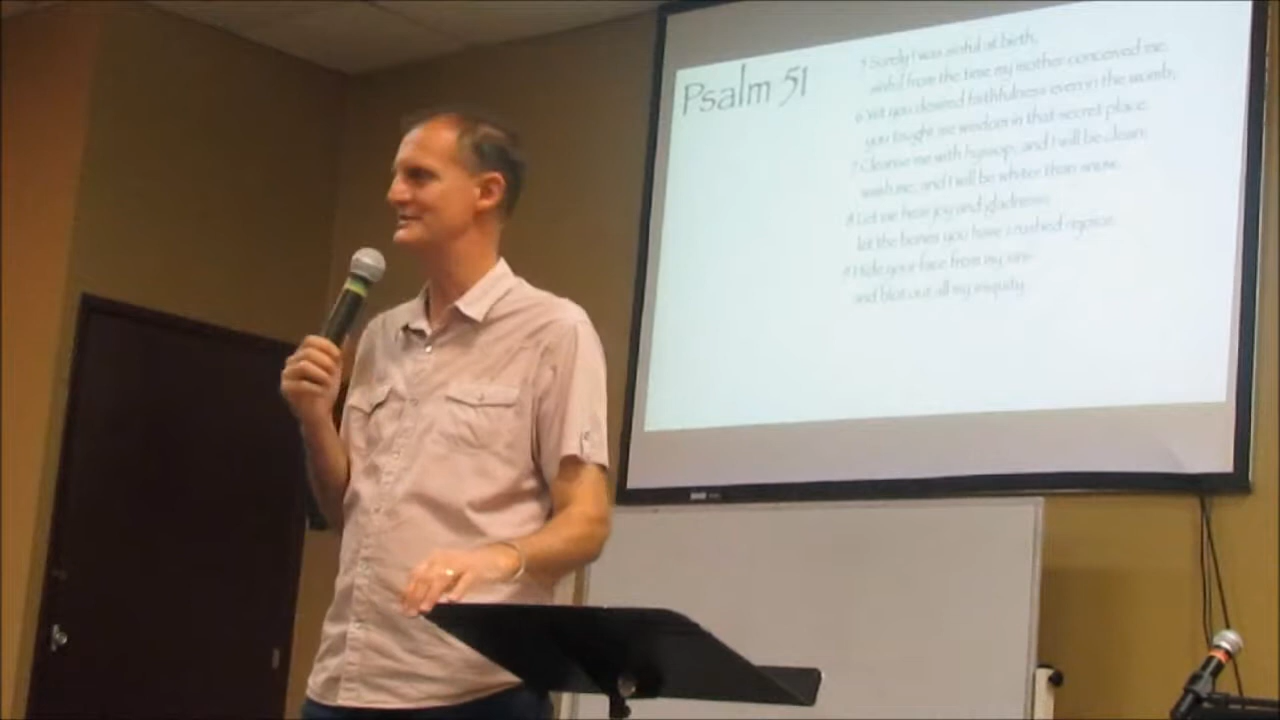 Psalm 51
5 Surely I was sinful at birth,
sinful from the time my mother conceived me.
6 Yet you desired faithfulness even in the womb;
you taught me wisdom in that secret place.
7 Cleanse me with hyssop, and I will be clean;
wash me, and I will be whiter than snow.
8 Let me hear joy and gladness;
let the bones you have crushed rejoice.
9 Hide your face from my sins
and blot out all my iniquity.